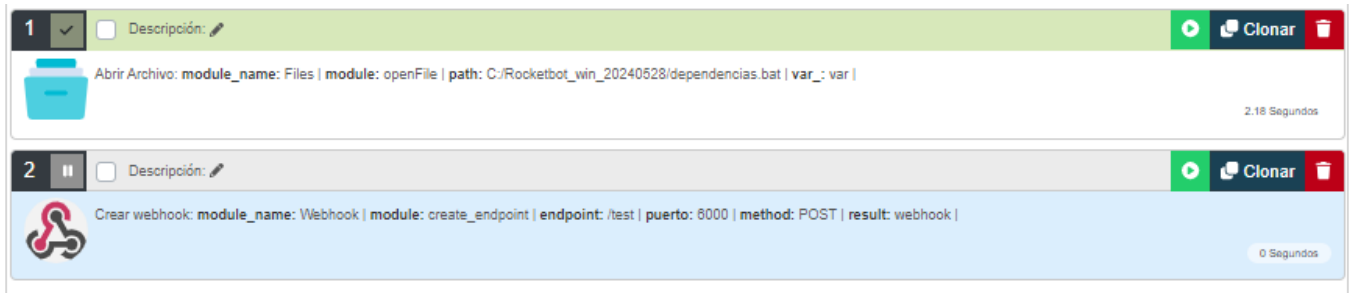 1 Descripción: Clonar
Abrir Archivo: module_name: Files | module: openFile | path: C:/Rocketbot_win_20240528/dependencias.bat | var_: var |
2.18 Segundos
2 Descripción: Clonar
Crear webhook: module_name: Webhook | module: create_endpoint | endpoint: /test | puerto: 6000 | method: POST | result: webhook |
0 Segundos